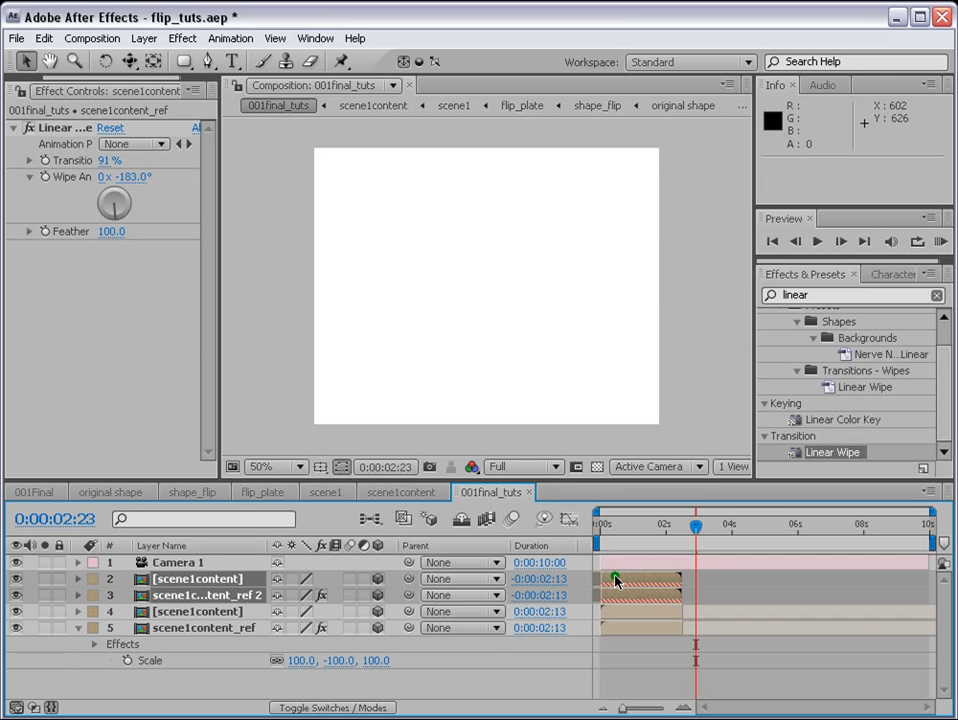 Adobe After Effects - flip_tuts.aep *
File Edit Composition Layer Effect Animation View Window Help
Workspace: Standard Search Help
Effect Controls: scene1content
001final_tuts • scene1content_ref
fx Linear ...e Reset Al
Animation P None
Transitio 91 %
Wipe An 0 x -183.0°
Feather 100.0
Composition: 001final_tuts
001final_tuts scene1content scene1 flip_plate shape_flip original shape ...
50% 0:00:02:23 Full Active Camera 1 View
Info Audio
R : X : 602
G : Y : 626
B :
A : 0
Preview
Effects & Presets Character
linear
Shapes
Backgrounds
Nerve N...Linear
Transitions - Wipes
Linear Wipe
Keying
Linear Color Key
Transition
Linear Wipe
001Final original shape shape_flip flip_plate scene1 scene1content 001final_tuts
0:00:02:23
:00s 02s 04s 06s 08s 10s
# Layer Name Parent Duration
1 Camera 1 None 0:00:10:00
2 [scene1content] None -0:00:02:13
3 scene1c...tent_ref 2 None -0:00:02:13
4 [scene1content] None 0:00:02:13
5 scene1content_ref None 0:00:02:13
Effects
Scale 100.0, -100.0, 100.0
Toggle Switches / Modes